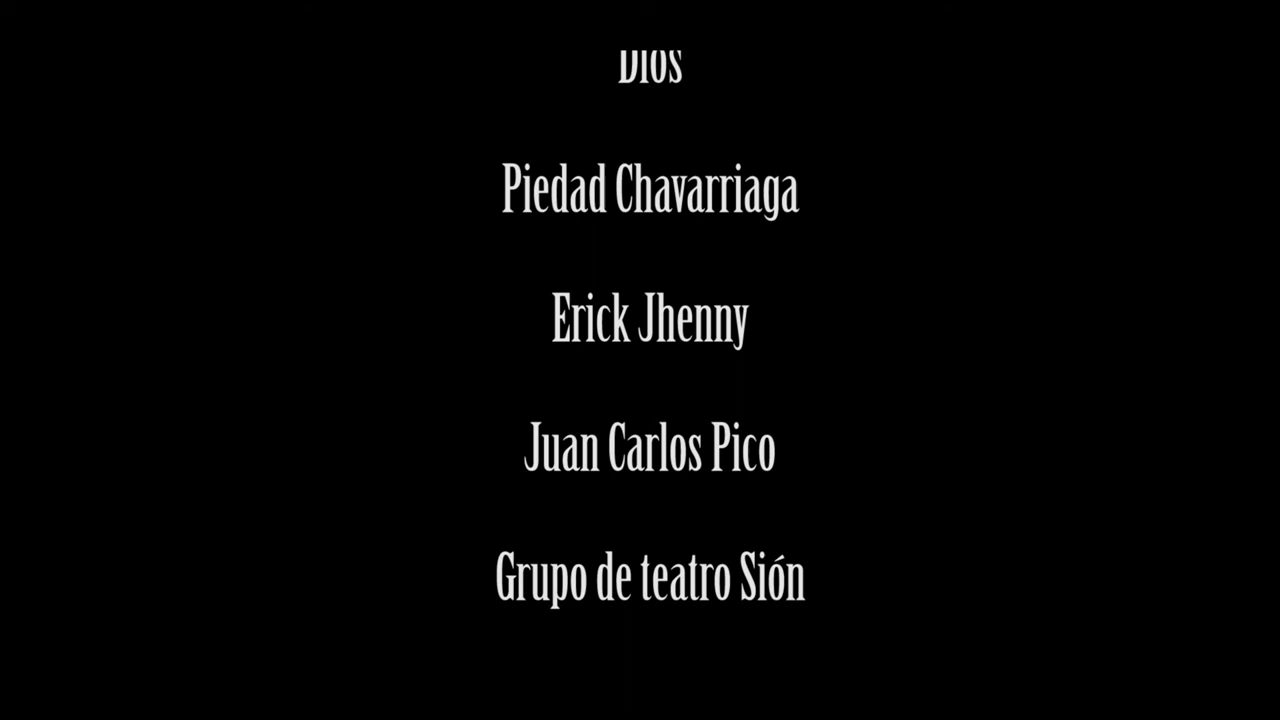 Dios
Piedad Chavarriaga
Erick Jhenny
Juan Carlos Pico
Grupo de teatro Sión